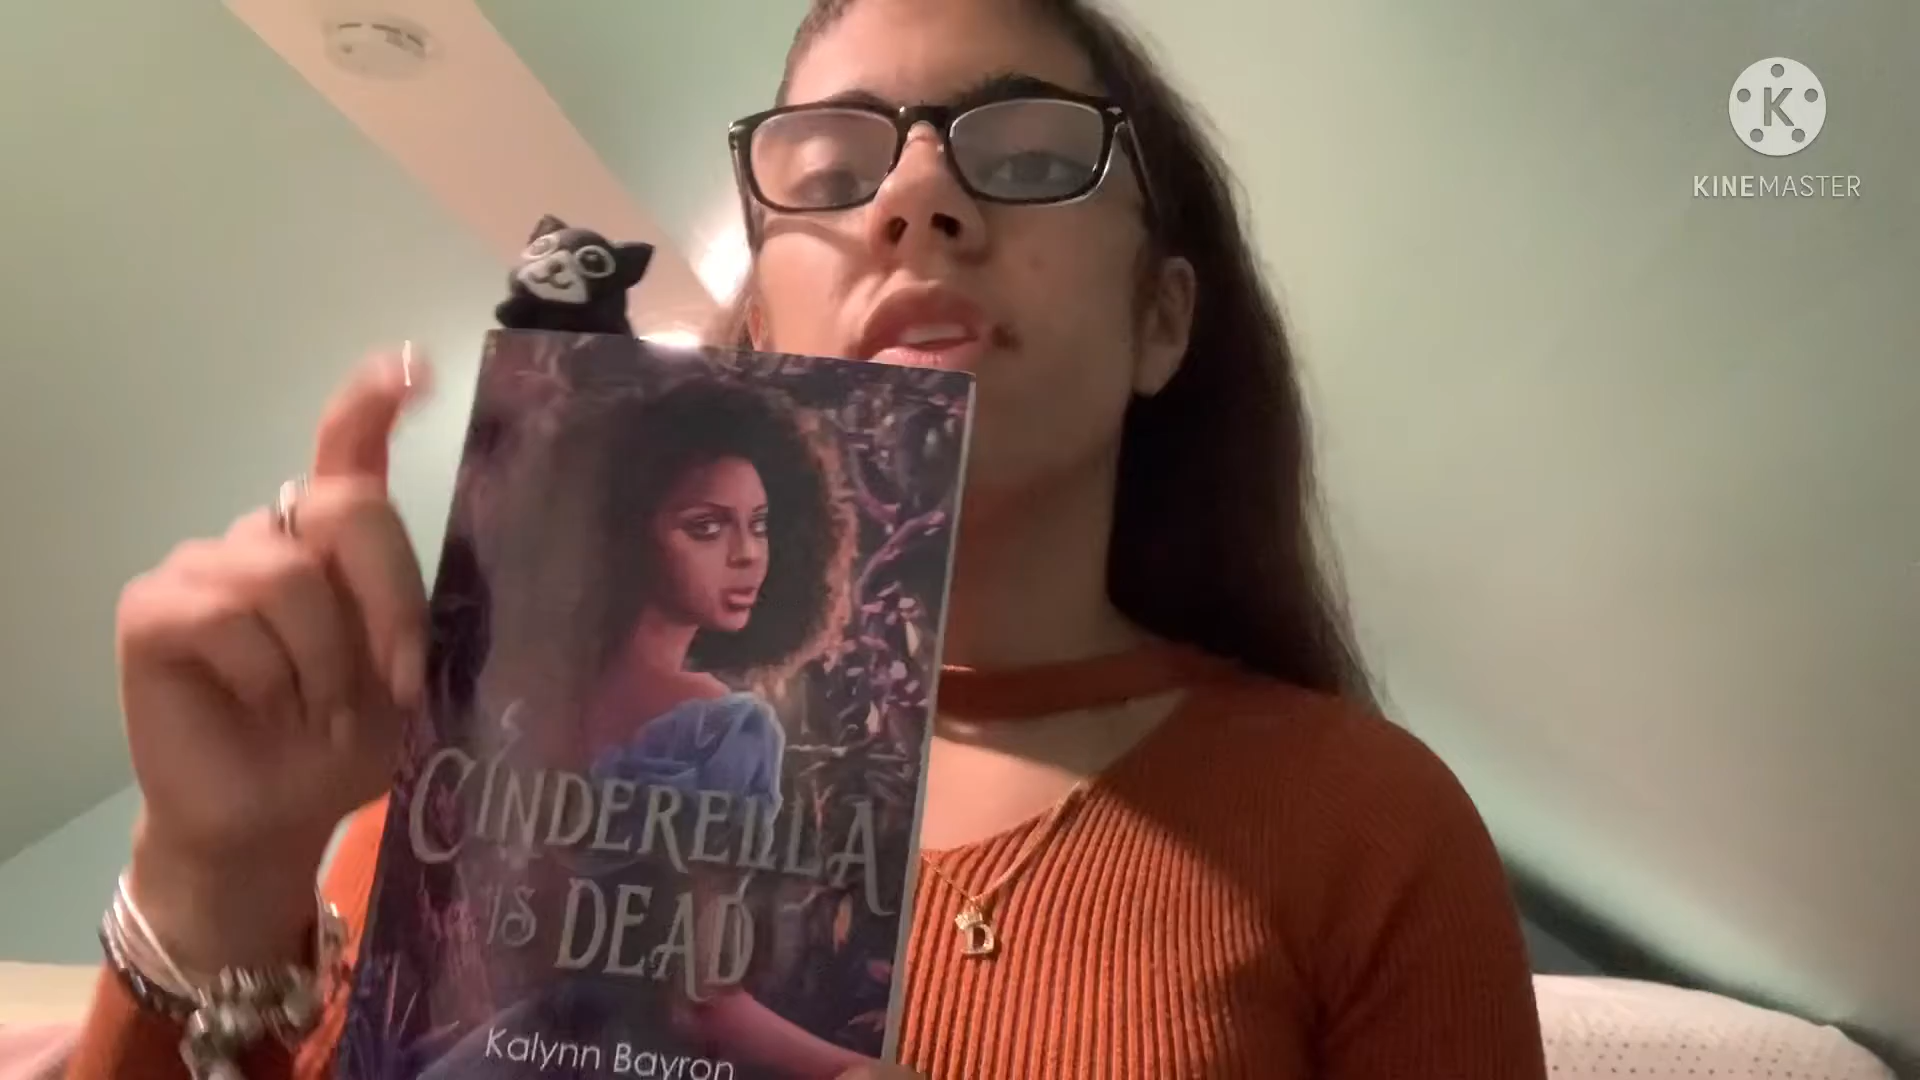 K
KINEMASTER
CINDERELLA
IS DEAD
Kalynn Bayron
D